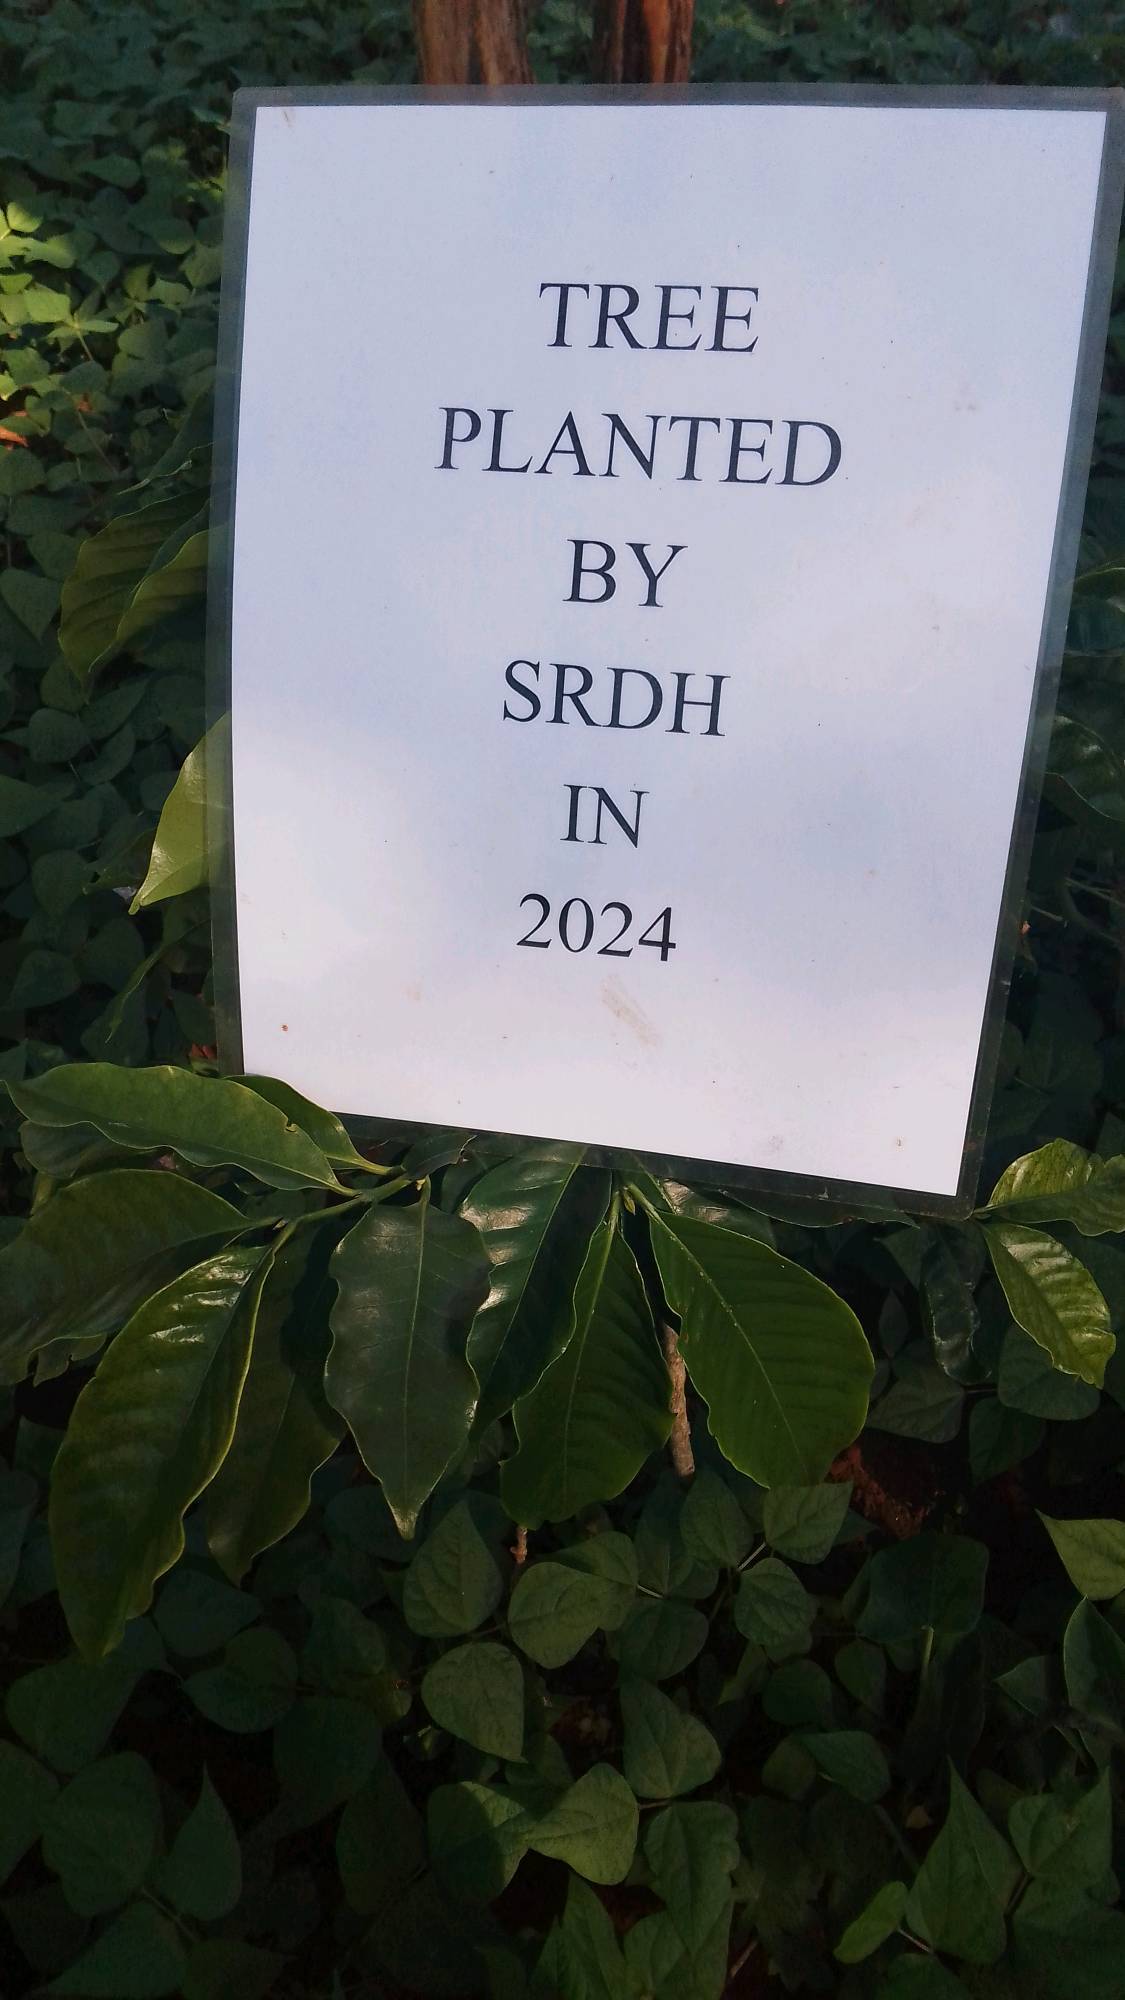 TREE
PLANTED
BY
SRDH
IN
2024